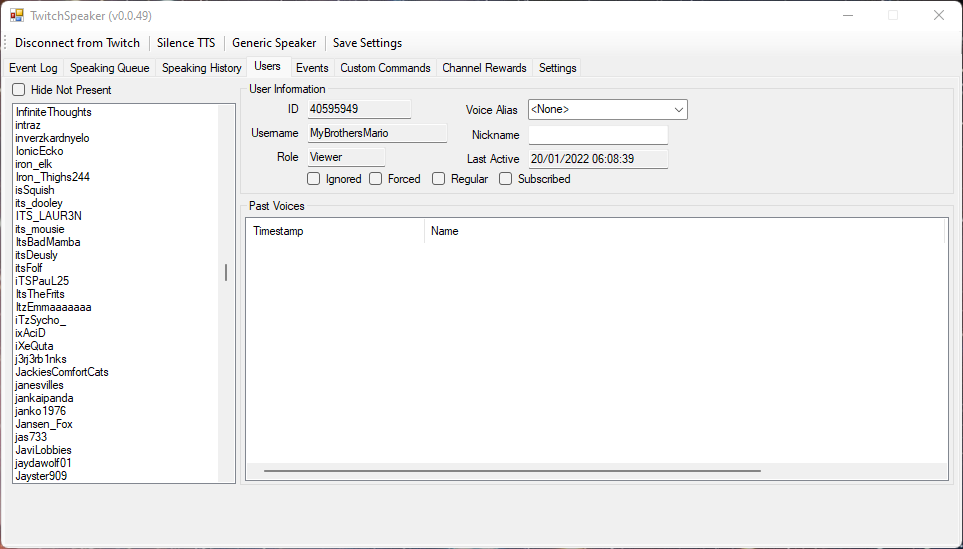 TwitchSpeaker (v0.0.49)
Disconnect from Twitch Silence TTS Generic Speaker Save Settings
Event Log Speaking Queue Speaking History Users Events Custom Commands Channel Rewards Settings
Hide Not Present
InfiniteThoughts
intraz
inverzkardnyelo
IonicEcko
iron_elk
Iron_Thighs244
isSquish
its_dooley
ITS_LAUR3N
its_mousie
ItsBadMamba
itsDeusly
itsFolf
iTSPauL25
ItsTheFrits
ItzEmmaaaaaaa
iTzSycho_
ixAciD
iXeQuta
j3rj3rb1nks
JackiesComfortCats
janesvilles
jankaipanda
janko1976
Jansen_Fox
jas733
JaviLobbies
jaydawolf01
Jayster909
User Information
ID 40595949 Voice Alias <None>
Username MyBrothersMario Nickname
Role Viewer Last Active 20/01/2022 06:08:39
Ignored Forced Regular Subscribed
Past Voices
Timestamp Name